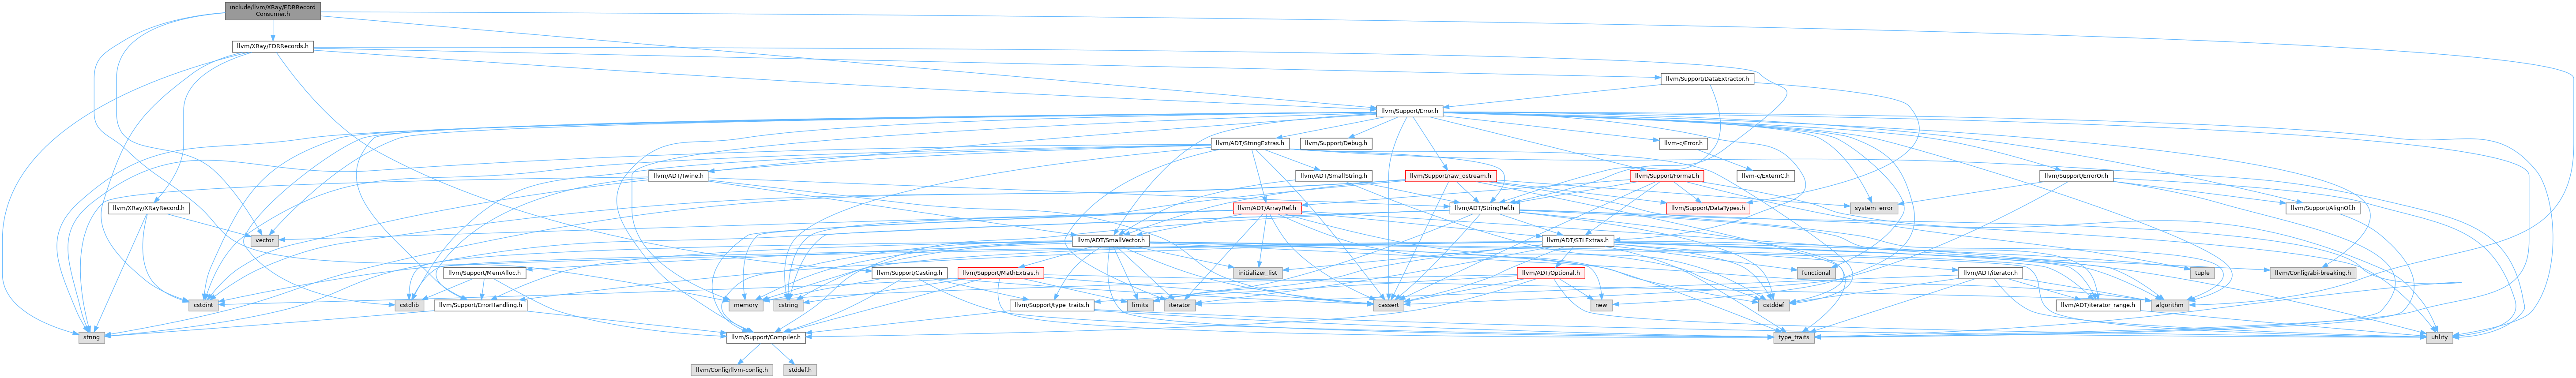 include/llvm/XRay/FDRRecord
Consumer.h
llvm/XRay/FDRRecords.h
llvm/Support/DataExtractor.h
llvm/Support/Error.h
llvm/ADT/StringExtras.h
llvm/Support/Debug.h
llvm-c/Error.h
llvm/ADT/Twine.h
llvm/ADT/SmallString.h
llvm/Support/raw_ostream.h
llvm/Support/Format.h
llvm-c/ExternC.h
llvm/Support/ErrorOr.h
llvm/XRay/XRayRecord.h
llvm/ADT/ArrayRef.h
llvm/ADT/StringRef.h
llvm/Support/DataTypes.h
system_error
llvm/Support/AlignOf.h
vector
llvm/ADT/SmallVector.h
llvm/ADT/STLExtras.h
llvm/Support/MemAlloc.h
llvm/Support/Casting.h
llvm/Support/MathExtras.h
initializer_list
llvm/ADT/Optional.h
functional
llvm/ADT/iterator.h
tuple
llvm/Config/abi-breaking.h
cstdint
cstdlib
llvm/Support/ErrorHandling.h
memory
cstring
llvm/Support/type_traits.h
limits
iterator
cassert
new
cstddef
llvm/ADT/iterator_range.h
algorithm
string
llvm/Support/Compiler.h
type_traits
utility
llvm/Config/llvm-config.h
stddef.h